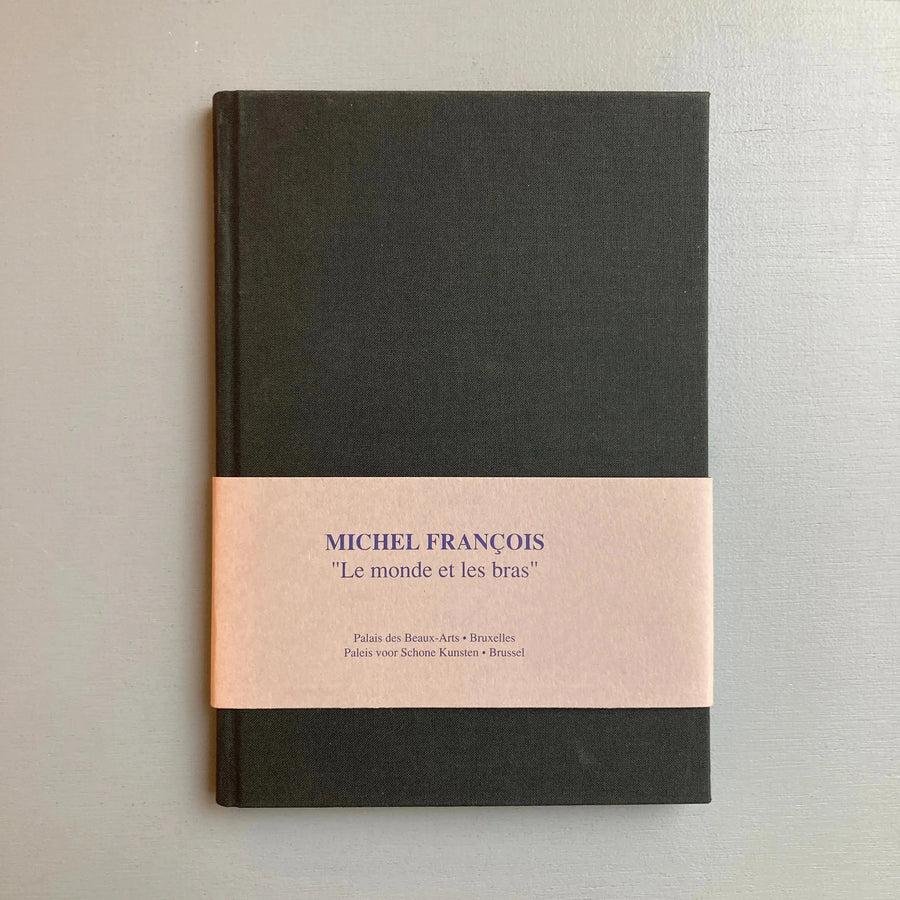 MICHEL FRANÇOIS
"Le monde et les bras"
Palais des Beaux-Arts • Bruxelles
Paleis voor Schone Kunsten • Brussel